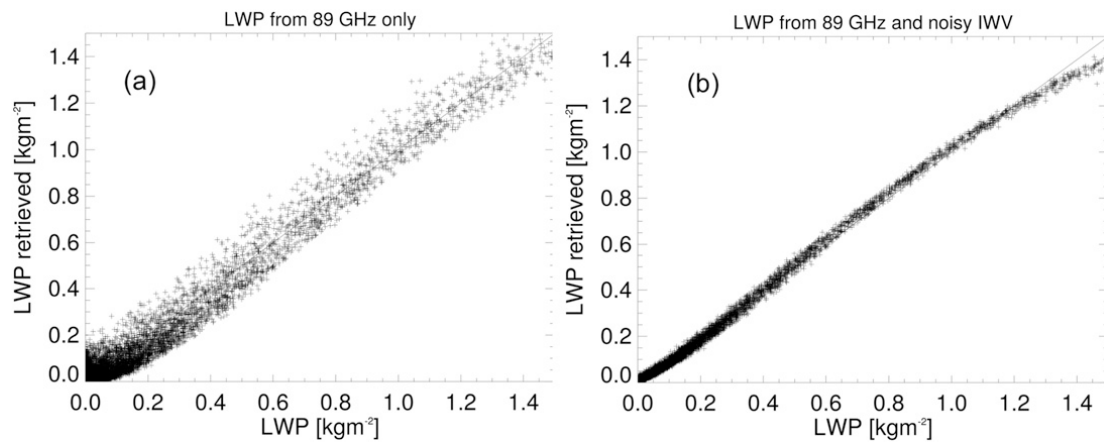 LWP from 89 GHz only
(a)
LWP retrieved [kgm-2]
1.4
1.2
1.0
0.8
0.6
0.4
0.2
0.0
0.0 0.2 0.4 0.6 0.8 1.0 1.2 1.4
LWP [kgm-2]
LWP from 89 GHz and noisy IWV
(b)
LWP retrieved [kgm-2]
1.4
1.2
1.0
0.8
0.6
0.4
0.2
0.0
0.0 0.2 0.4 0.6 0.8 1.0 1.2 1.4
LWP [kgm-2]